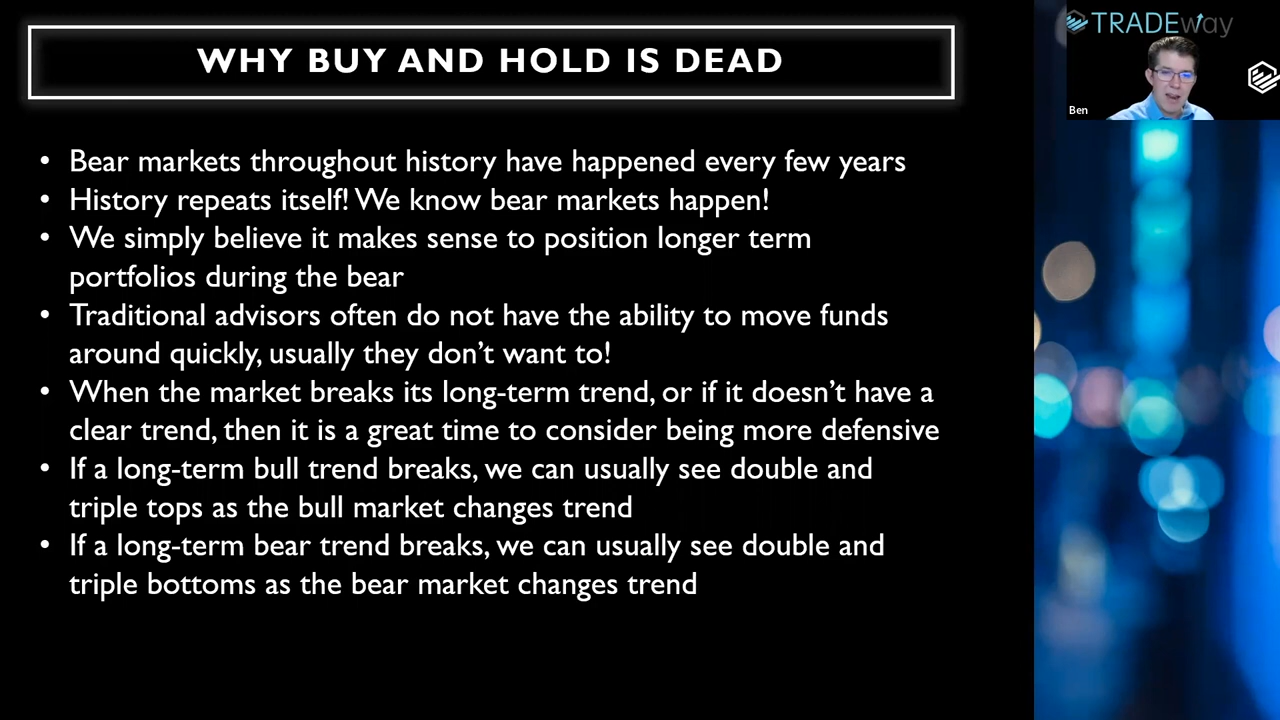 WHY BUY AND HOLD IS DEAD
TRADEway
Ben
• Bear markets throughout history have happened every few years
• History repeats itself! We know bear markets happen!
• We simply believe it makes sense to position longer term
portfolios during the bear
• Traditional advisors often do not have the ability to move funds
around quickly, usually they don't want to!
• When the market breaks its long-term trend, or if it doesn't have a
clear trend, then it is a great time to consider being more defensive
• If a long-term bull trend breaks, we can usually see double and
triple tops as the bull market changes trend
• If a long-term bear trend breaks, we can usually see double and
triple bottoms as the bear market changes trend